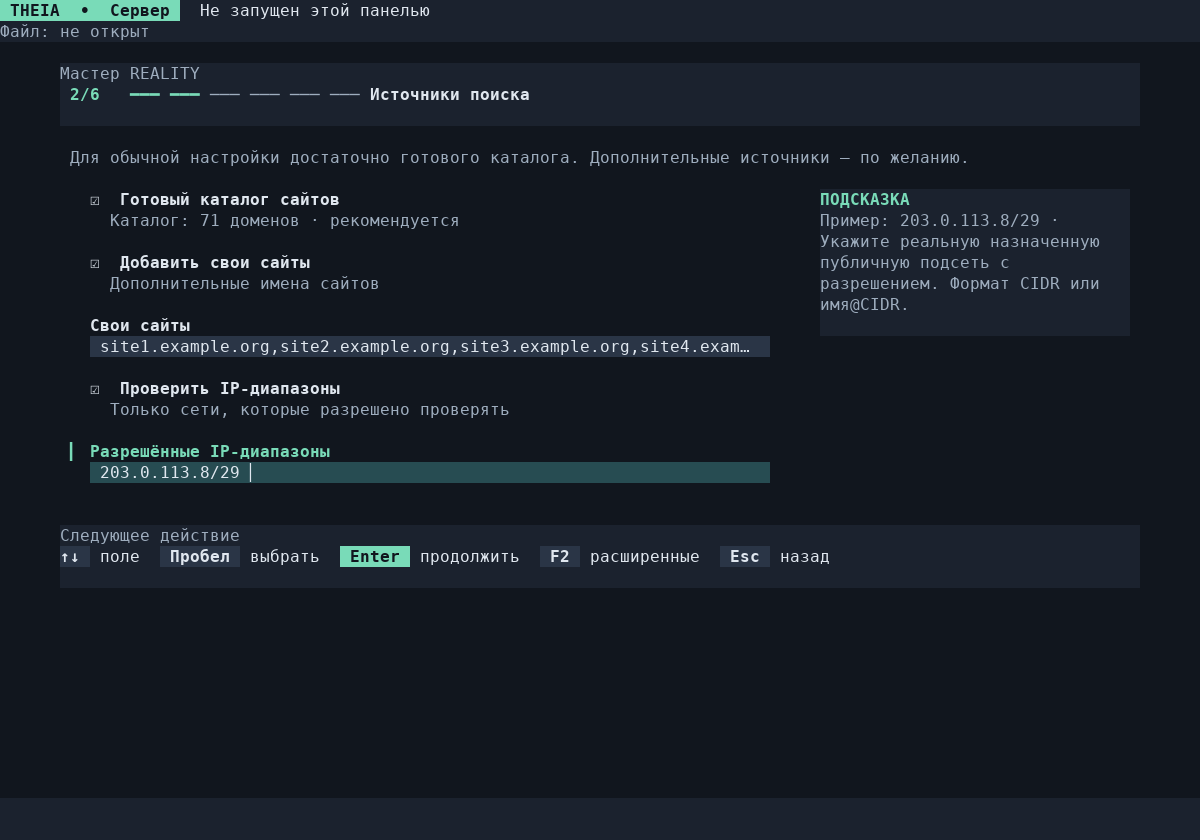 THEIA • Сервер Не запущен этой панелью
Файл: не открыт
Мастер REALITY
2/6 Источники поиска
Для обычной настройки достаточно готового каталога. Дополнительные источники — по желанию.
☑ Готовый каталог сайтов
Каталог: 71 доменов · рекомендуется
☑ Добавить свои сайты
Дополнительные имена сайтов
Свои сайты
site1.example.org,site2.example.org,site3.example.org,site4.exam…
☑ Проверить IP-диапазоны
Только сети, которые разрешено проверять
Разрешённые IP-диапазоны
203.0.113.8/29
ПОДСКАЗКА
Пример: 203.0.113.8/29 ·
Укажите реальную назначенную
публичную подсеть с
разрешением. Формат CIDR или
имя@CIDR.
Следующее действие
↑↓ поле Пробел выбрать Enter продолжить F2 расширенные Esc назад